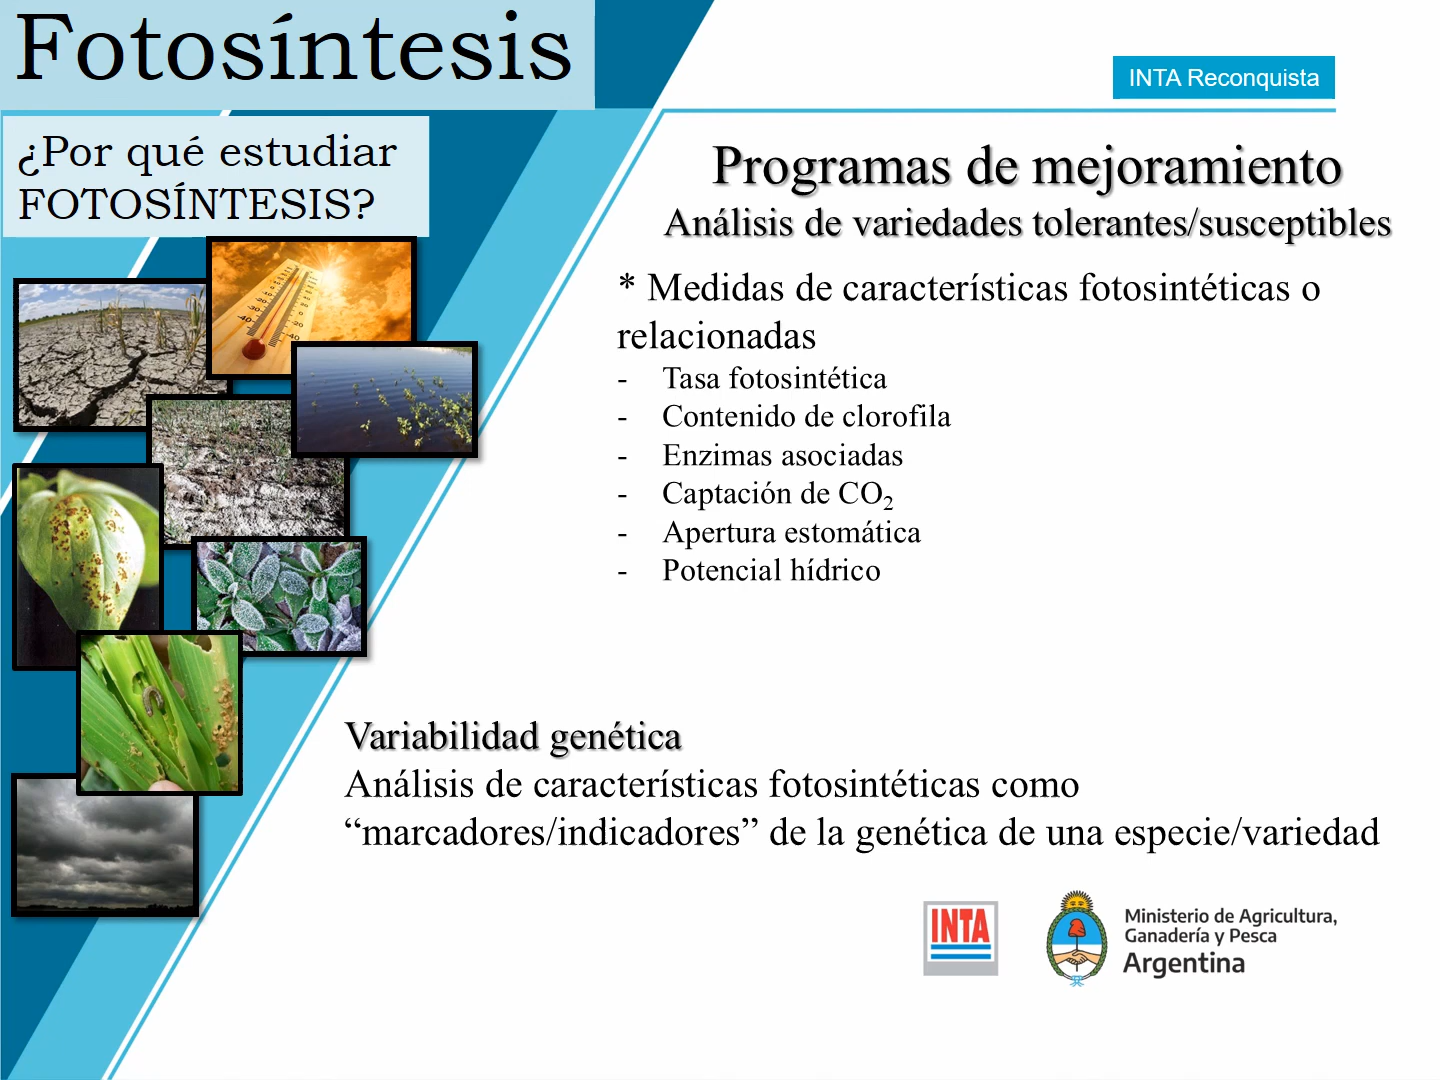 Fotosíntesis
INTA Reconquista
¿Por qué estudiar
FOTOSÍNTESIS?
Programas de mejoramiento
Análisis de variedades tolerantes/susceptibles
* Medidas de características fotosintéticas o
relacionadas
- Tasa fotosintética
- Contenido de clorofila
- Enzimas asociadas
- Captación de CO₂
- Apertura estomática
- Potencial hídrico
Variabilidad genética
Análisis de características fotosintéticas como
“marcadores/indicadores” de la genética de una especie/variedad
INTA
Ministerio de Agricultura,
Ganadería y Pesca
Argentina